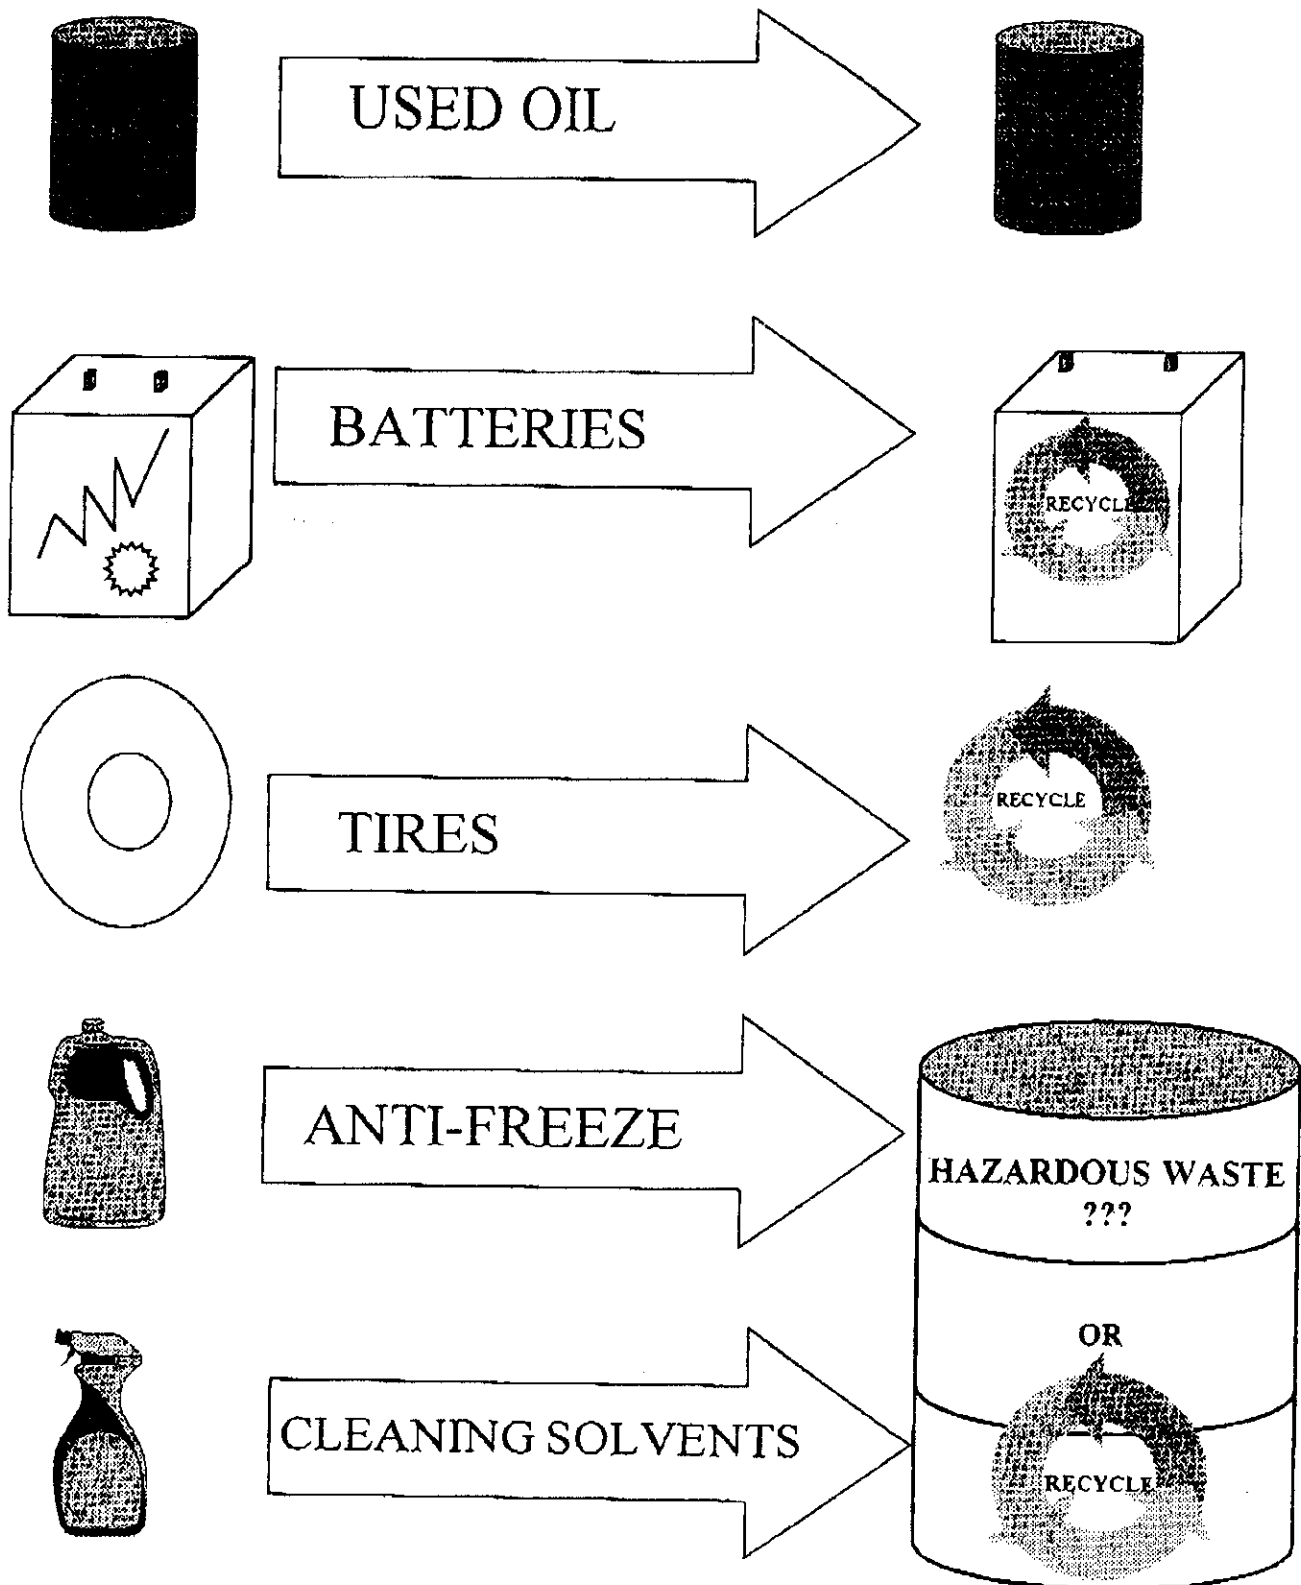 USED OIL
BATTERIES
RECYCLE
TIRES
RECYCLE
ANTI-FREEZE
HAZARDOUS WASTE
???
OR
CLEANING SOLVENTS
RECYCLE